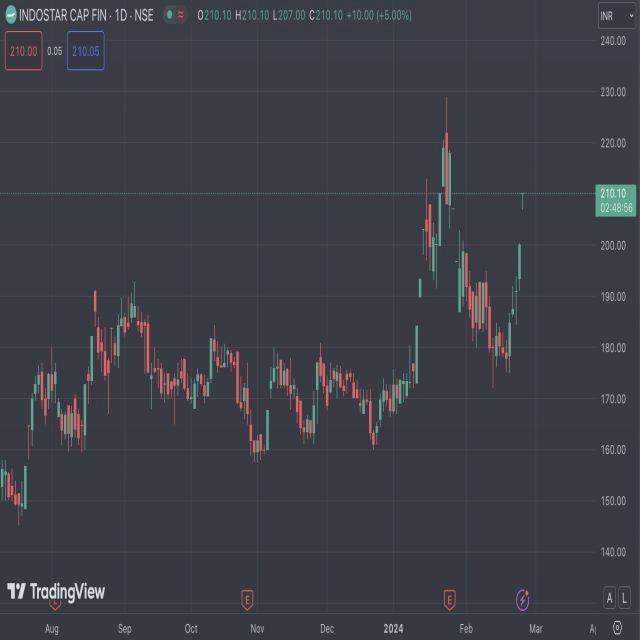 INDOSTAR CAP FIN · 1D · NSE O210.10 H210.10 L207.00 C210.10 +10.00 (+5.00%)
INR
210.00 0.05 210.05
240.00
230.00
220.00
210.10
02:48:56
200.00
190.00
180.00
170.00
160.00
150.00
140.00
TradingView
E
E
A L
Aug Sep Oct Nov Dec 2024 Feb Mar